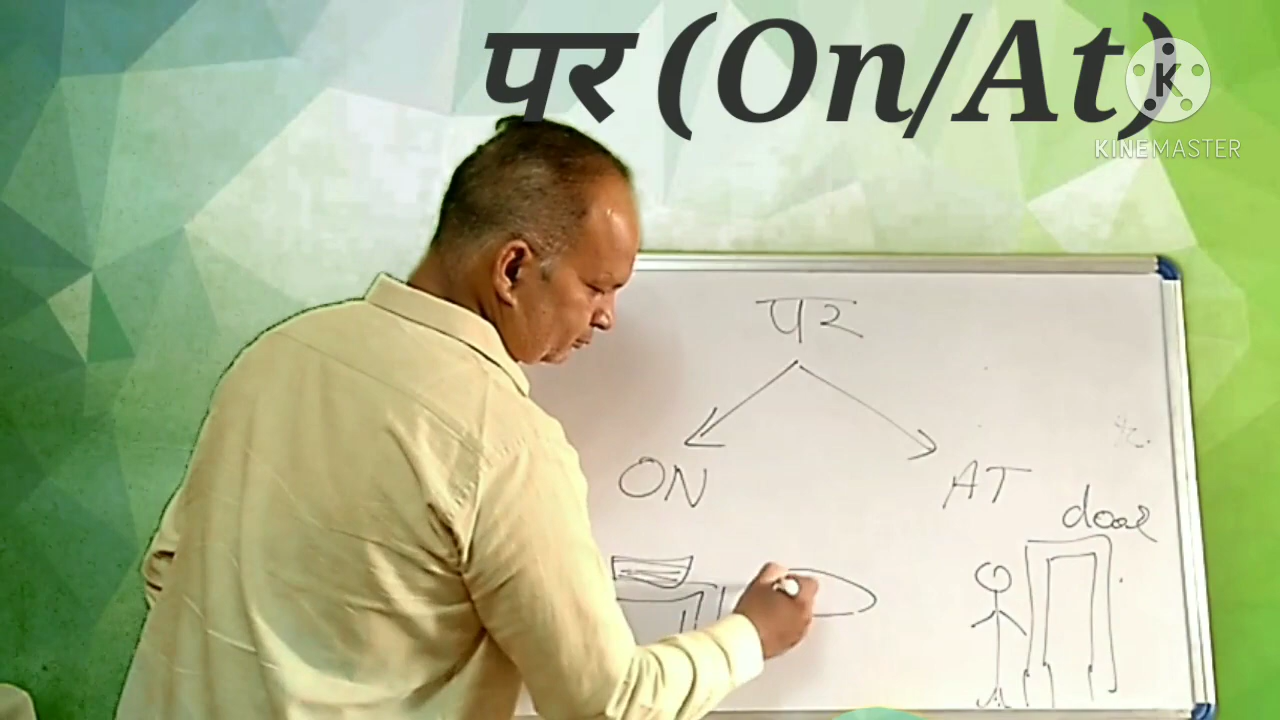 पर (On/At)
K
KINEMASTER
पर
ON
AT
door